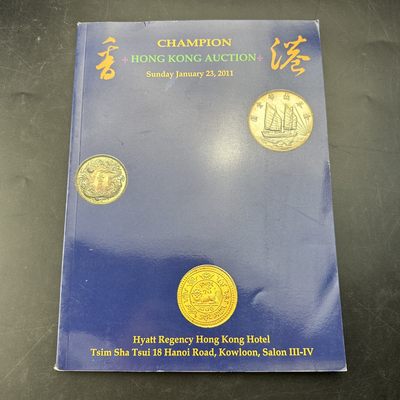 CHAMPION
香 + HONG KONG AUCTION + 港
Sunday January 23, 2011
Hyatt Regency Hong Kong Hotel
Tsim Sha Tsui 18 Hanoi Road, Kowloon, Salon III-IV